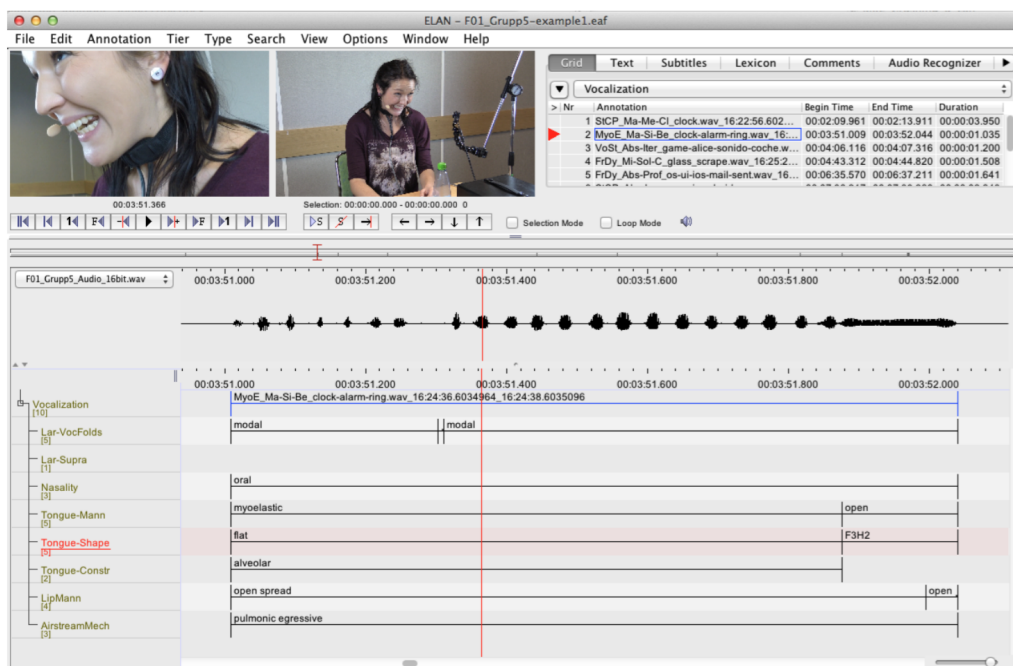 ELAN – F01_Grupp5–example1.eaf
File Edit Annotation Tier Type Search View Options Window Help
Grid Text Subtitles Lexicon Comments Audio Recognizer
Vocalization
> Nr Annotation Begin Time End Time Duration
1 StCP_Ma-Me-Cl_clock.wav_16:22:56.602... 00:02:09.961 00:02:13.911 00:00:03.950
2 MyoE_Ma-Si-Be_clock-alarm-ring.wav_16:... 00:03:51.009 00:03:52.044 00:00:01.035
3 VoSt_Abs-Iter_game-alice-sonido-coche.w... 00:04:06.116 00:04:07.316 00:00:01.200
4 FrDy_Mi-Sol-C_glass_scrape.wav_16:25:2... 00:04:43.312 00:04:44.820 00:00:01.508
5 FrDy_Abs-Prof_os-ui-ios-mail-sent.wav_16... 00:06:35.570 00:06:37.211 00:00:01.641
00:03:51.366 Selection: 00:00:00.000 - 00:00:00.000 0
1 F F 1 S S Selection Mode Loop Mode
F01_Grupp5_Audio_16bit.wav
00:03:51.000 00:03:51.200 00:03:51.400 00:03:51.600 00:03:51.800 00:03:52.000
00:03:51.000 00:03:51.200 00:03:51.400 00:03:51.600 00:03:51.800 00:03:52.000
MyoE_Ma-Si-Be_clock-alarm-ring.wav_16:24:36.6034964_16:24:38.6035096
Vocalization
[10]
modal modal
Lar-VocFolds
[5]
Lar-Supra
[1]
oral
Nasality
[3]
myoelastic open
Tongue-Mann
[5]
flat F3H2
Tongue-Shape
[5]
alveolar
Tongue-Constr
[2]
open spread open
LipMann
[4]
pulmonic egressive
AirstreamMech
[3]